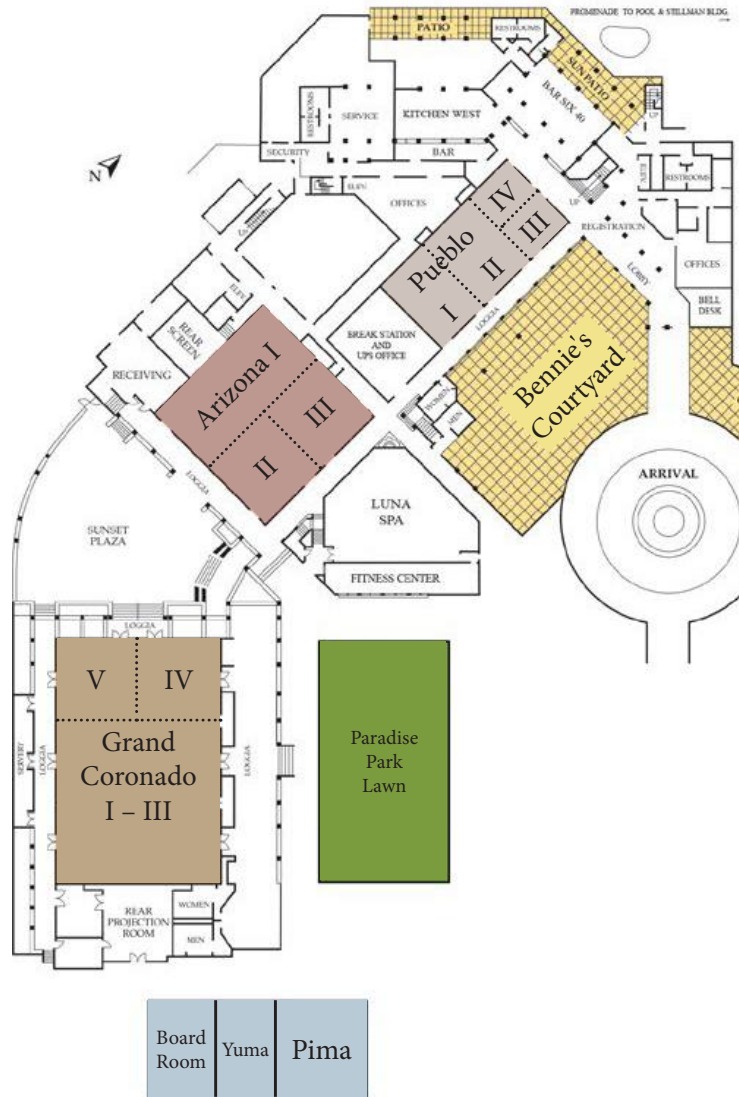 PROMENADE TO POOL & STILLMAN BLDG.
PATIO
RESTROOMS
SUN PATIO
BAR SIX 40
UP
RESTROOMS
SERVICE
KITCHEN WEST
BAR
SECURITY
ELEV
OFFICES
N
UP
ELEV
RESTROOMS
REGISTRATION
LOBBY
OFFICES
BELL
DESK
Pueblo
I
II
III
IV
LOGGIA
BREAK STATION
AND
UPS OFFICE
Bennie's
Courtyard
WOMEN
MEN
ELEV
REAR
SCREEN
RECEIVING
Arizona I
II
III
LOGGIA
SUNSET
PLAZA
LUNA
SPA
FITNESS CENTER
ARRIVAL
LOGGIA
V
IV
Grand
Coronado
I – III
SERVERY
LOGGIA
LOGGIA
Paradise
Park
Lawn
REAR
PROJECTION
ROOM
WOMEN
MEN
Board
Room
Yuma
Pima